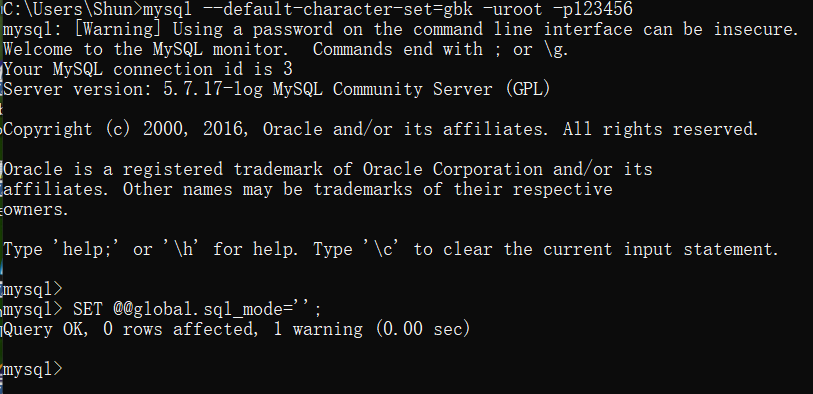 C:\Users\Shun>mysql --default-character-set=gbk -uroot -p123456
mysql: [Warning] Using a password on the command line interface can be insecure.
Welcome to the MySQL monitor.  Commands end with ; or \g.
Your MySQL connection id is 3
Server version: 5.7.17-log MySQL Community Server (GPL)

Copyright (c) 2000, 2016, Oracle and/or its affiliates. All rights reserved.

Oracle is a registered trademark of Oracle Corporation and/or its
affiliates. Other names may be trademarks of their respective
owners.

Type 'help;' or '\h' for help. Type '\c' to clear the current input statement.

mysql>
mysql> SET @@global.sql_mode='';
Query OK, 0 rows affected, 1 warning (0.00 sec)

mysql>